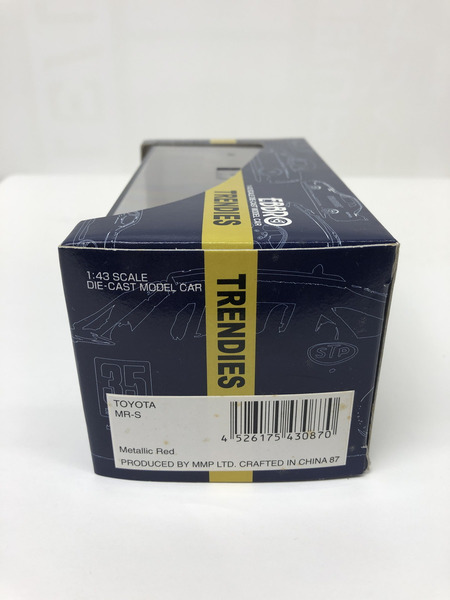 EBBRO
TRENDIES
1:43 SCALE
DIE-CAST MODEL CAR
TRENDIES
STP
35
TOYOTA
MR-S
4 526175 430870
Metallic Red
PRODUCED BY MMP LTD. CRAFTED IN CHINA 87